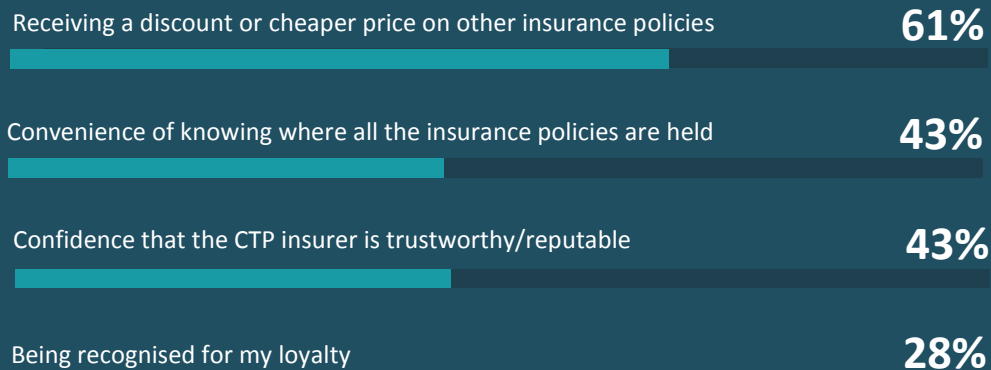 Receiving a discount or cheaper price on other insurance policies 61%
Convenience of knowing where all the insurance policies are held 43%
Confidence that the CTP insurer is trustworthy/reputable 43%
Being recognised for my loyalty 28%